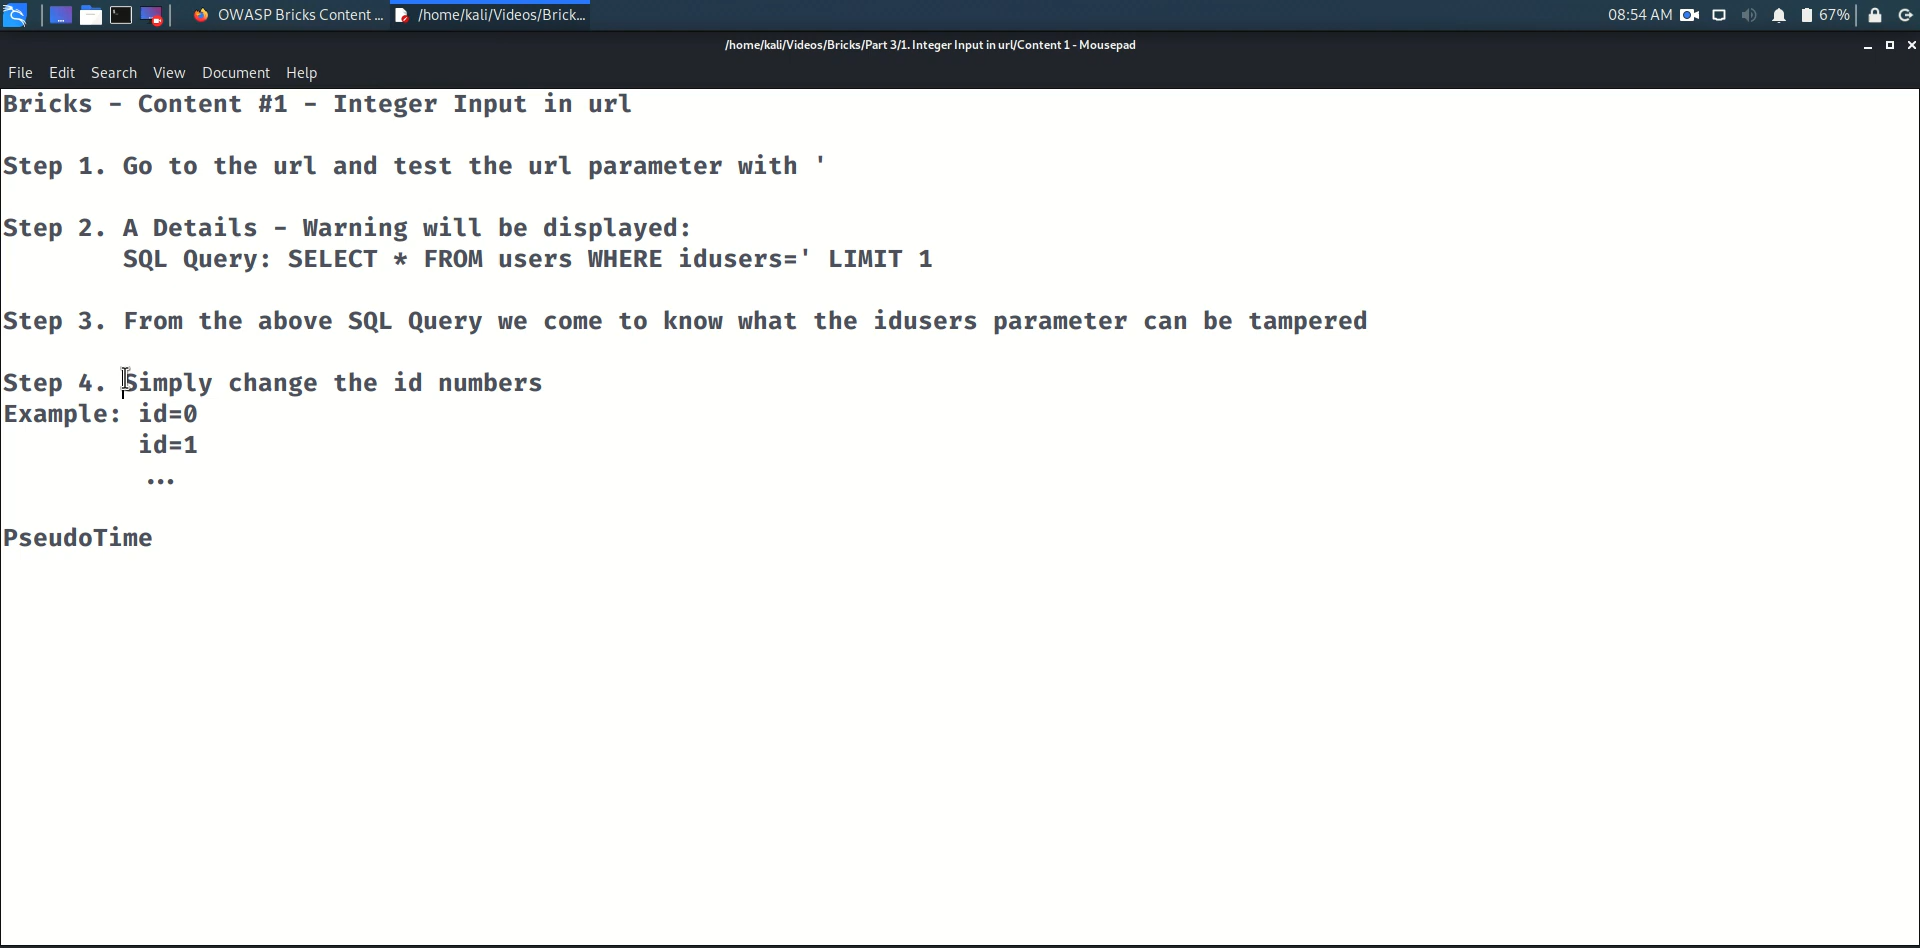 OWASP Bricks Content ...
/home/kali/Videos/Brick...
08:54 AM
67%
/home/kali/Videos/Bricks/Part 3/1. Integer Input in url/Content 1 - Mousepad
File Edit Search View Document Help
Bricks - Content #1 - Integer Input in url
Step 1. Go to the url and test the url parameter with '
Step 2. A Details - Warning will be displayed:
SQL Query: SELECT * FROM users WHERE idusers=' LIMIT 1
Step 3. From the above SQL Query we come to know what the idusers parameter can be tampered
Step 4. Simply change the id numbers
Example: id=0
id=1
...
PseudoTime